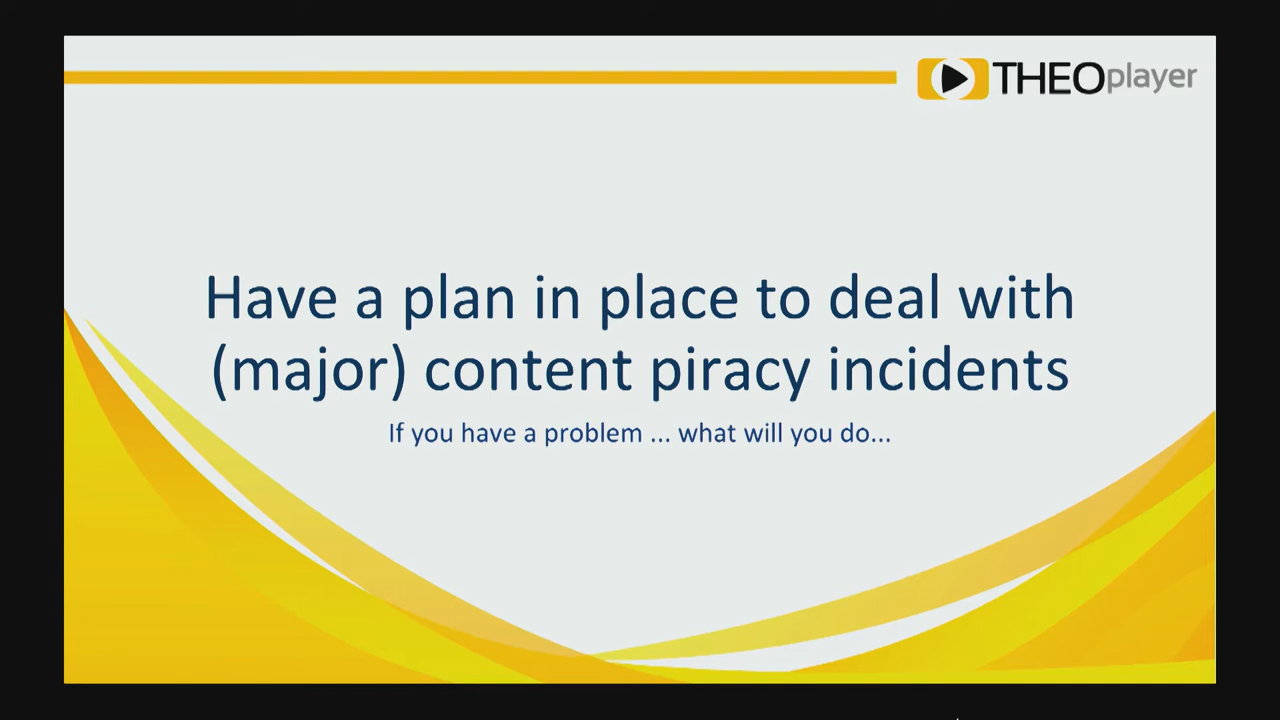 THEOplayer
Have a plan in place to deal with
(major) content piracy incidents
If you have a problem ... what will you do...